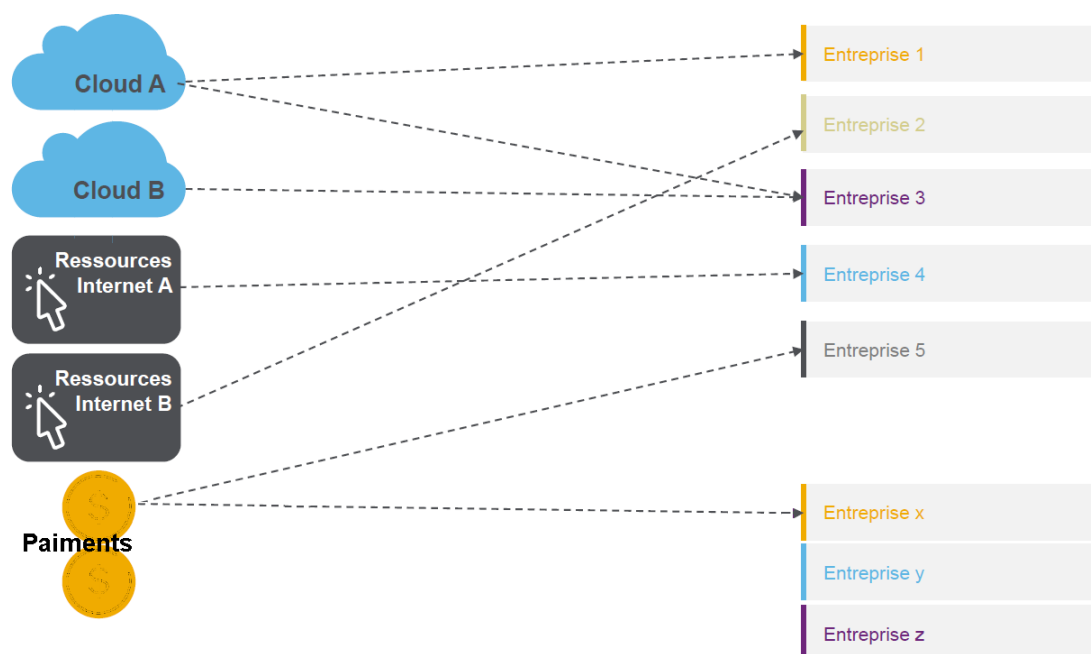 Cloud A
Cloud B
Ressources
Internet A
Ressources
Internet B
$
Paiments
$
Entreprise 1
Entreprise 2
Entreprise 3
Entreprise 4
Entreprise 5
Entreprise x
Entreprise y
Entreprise z